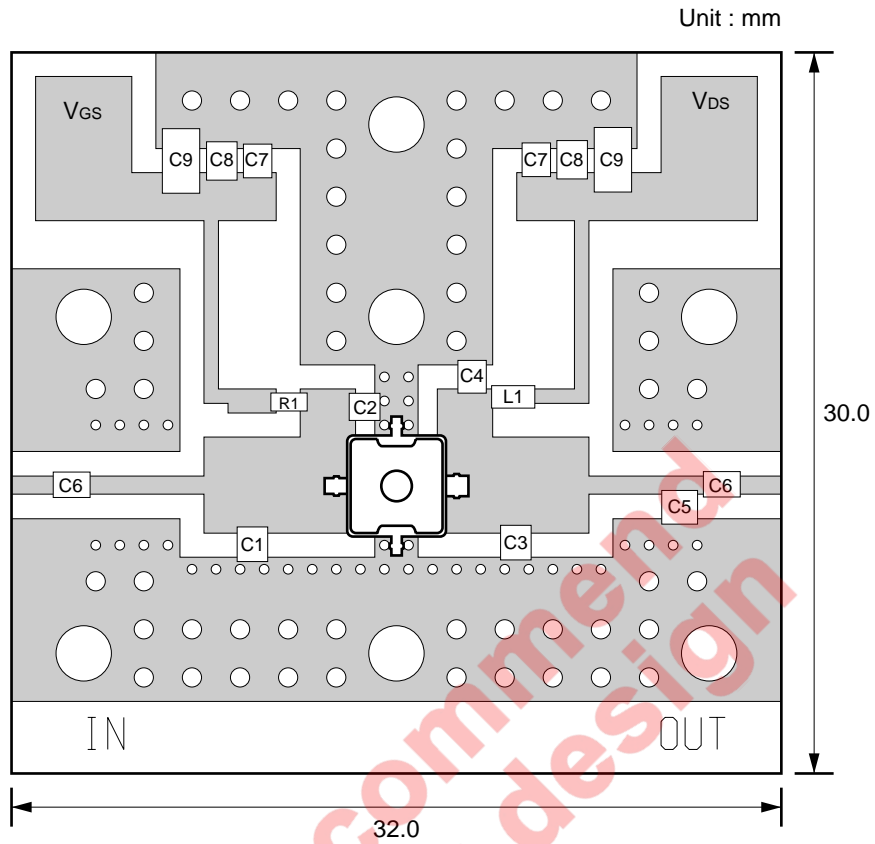 Unit : mm
VGS
VDS
C9 C8 C7
C7 C8 C9
C4
R1
C2
L1
30.0
C6
C6
C5
C1
C3
commend
design
IN
OUT
32.0